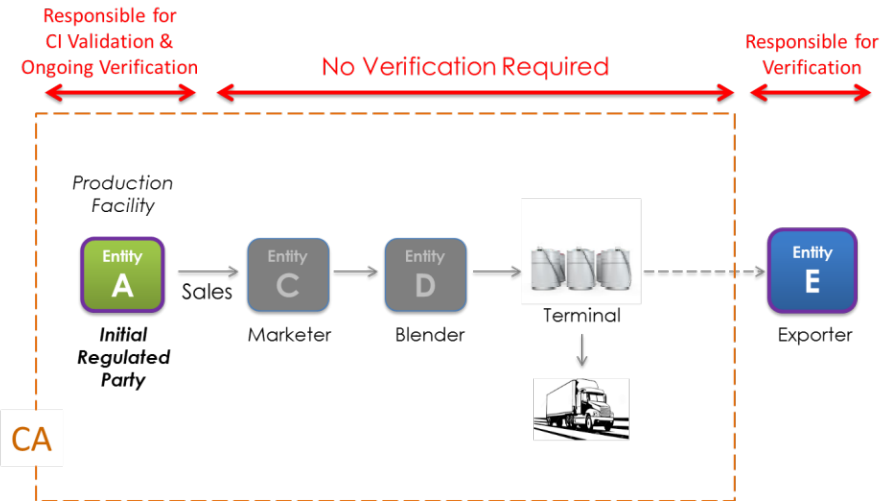 Responsible for
CI Validation &
Ongoing Verification
No Verification Required
Responsible for
Verification
Production
Facility
Entity
A
Initial
Regulated
Party
Sales
Entity
C
Marketer
Entity
D
Blender
Terminal
Entity
E
Exporter
CA